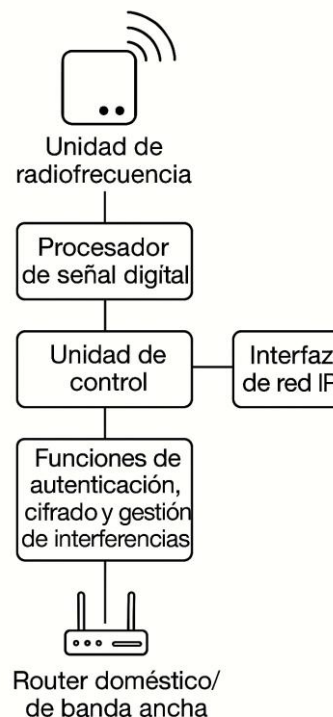 Unidad de
radiofrecuencia
Procesador
de señal digítal
Unidad de
control
Interfaz
de red IP
Funciones de
autenticación,
cifrado y gestión
de interferencias
Router doméstico/
de banda ancha